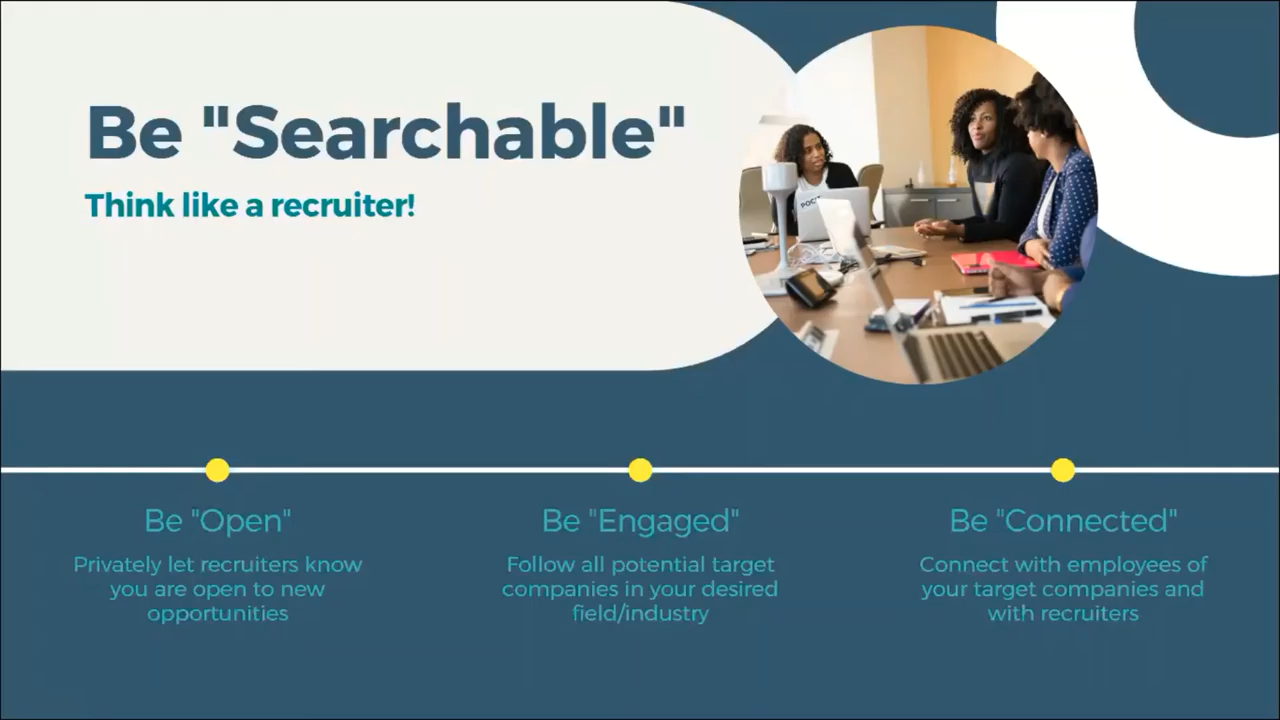 Be "Searchable"
Think like a recruiter!
Be "Open"
Privately let recruiters know
you are open to new
opportunities
Be "Engaged"
Follow all potential target
companies in your desired
field/industry
Be "Connected"
Connect with employees of
your target companies and
with recruiters